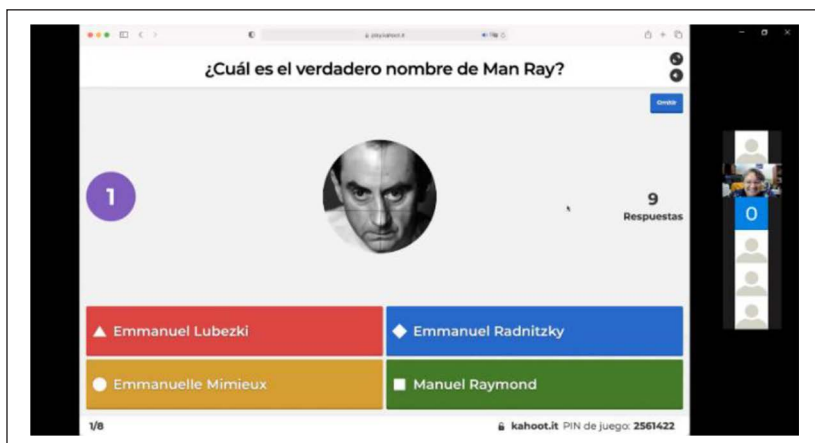 ¿Cuál es el verdadero nombre de Man Ray?
Omitir
1
9
Respuestas
O
Emmanuel Lubezki
Emmanuel Radnitzky
Emmanuelle Mimieux
Manuel Raymond
1/8
kahoot.it PIN de juego: 2561422